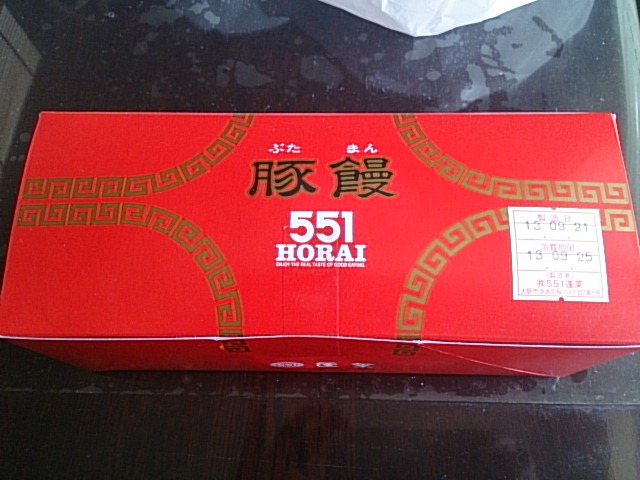 ぶた まん
豚饅
551
HORAI
ENJOY THE REAL TASTE OF GOOD EATING.
製造日
13 09 21
消費期限
13 09 25
(製造者)
㈱551蓬莱